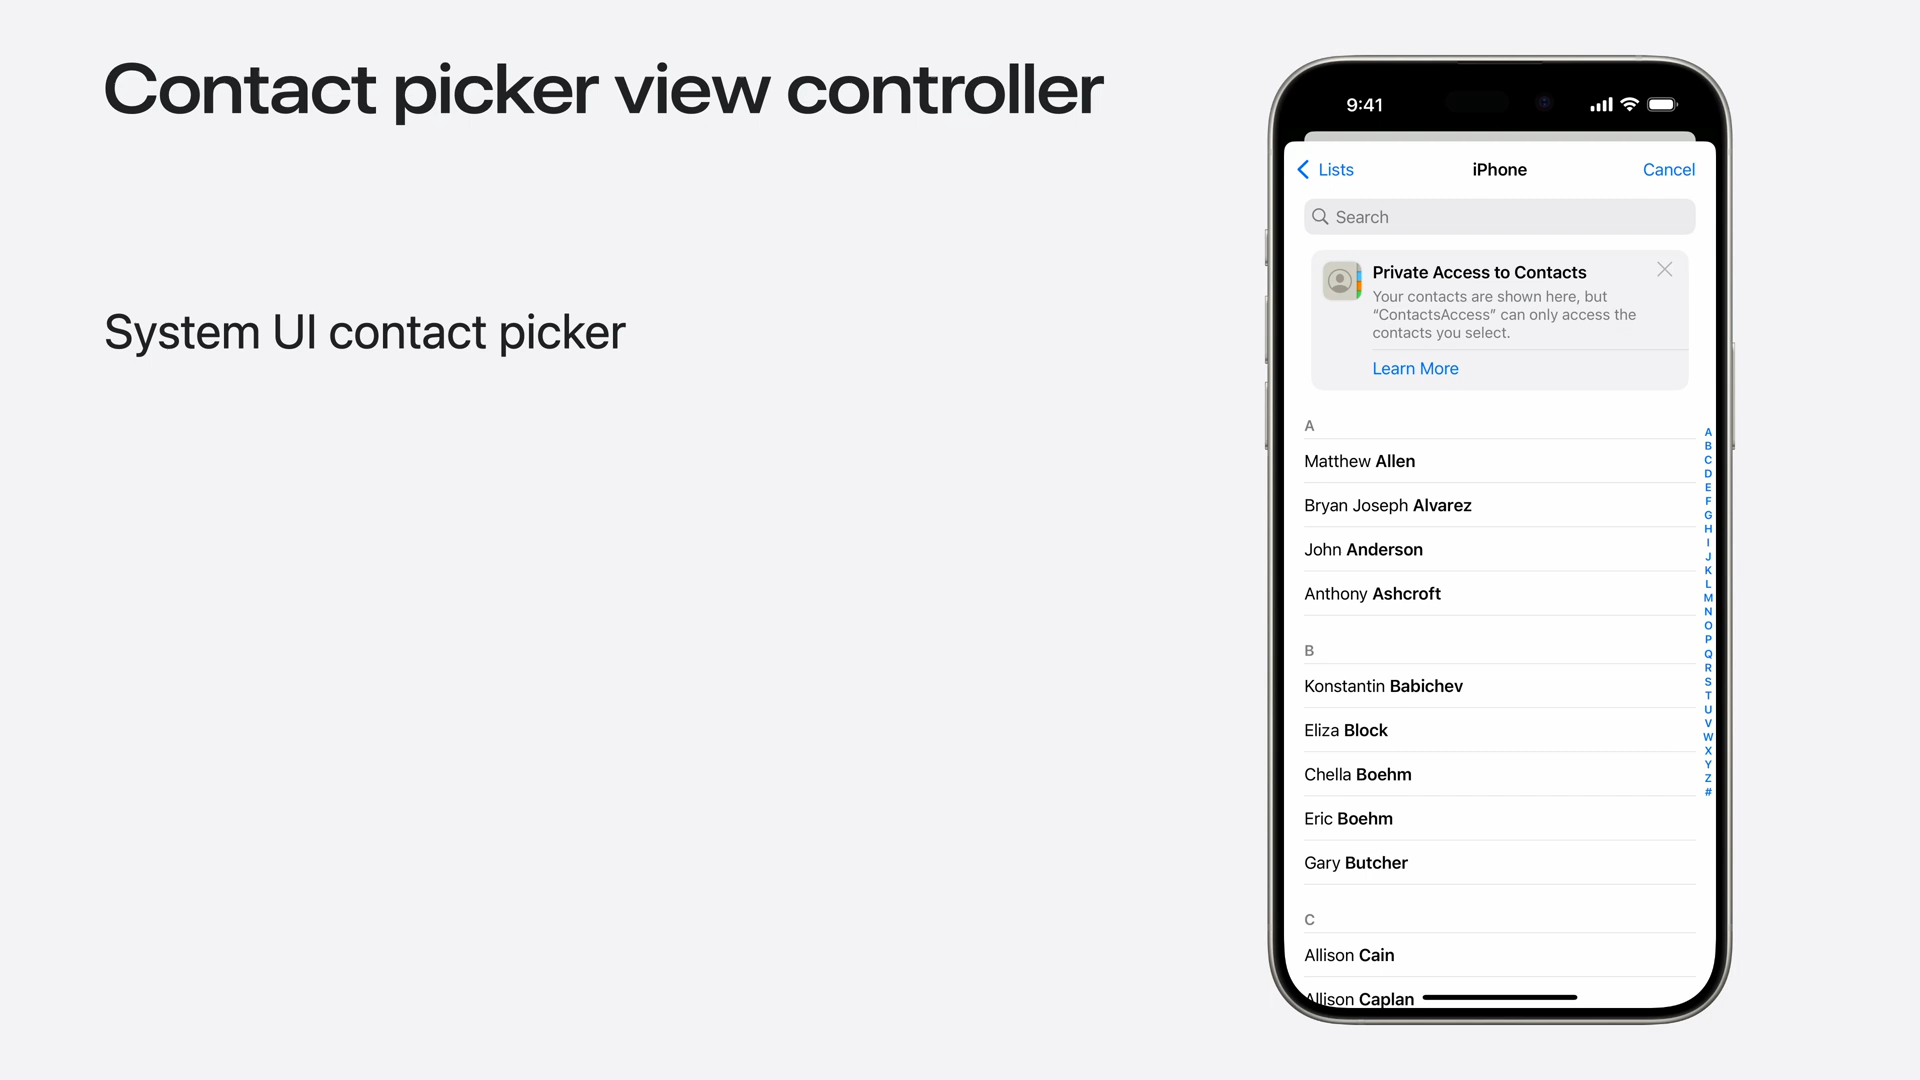 Contact picker view controller
System UI contact picker
9:41
Lists
iPhone
Cancel
Search
Private Access to Contacts
Your contacts are shown here, but
“ContactsAccess” can only access the
contacts you select.
Learn More
A
Matthew Allen
Bryan Joseph Alvarez
John Anderson
Anthony Ashcroft
B
Konstantin Babichev
Eliza Block
Chella Boehm
Eric Boehm
Gary Butcher
C
Allison Cain
Allison Caplan
A
B
C
D
E
F
G
H
I
J
K
L
M
N
O
P
Q
R
S
T
U
V
W
X
Y
Z
#